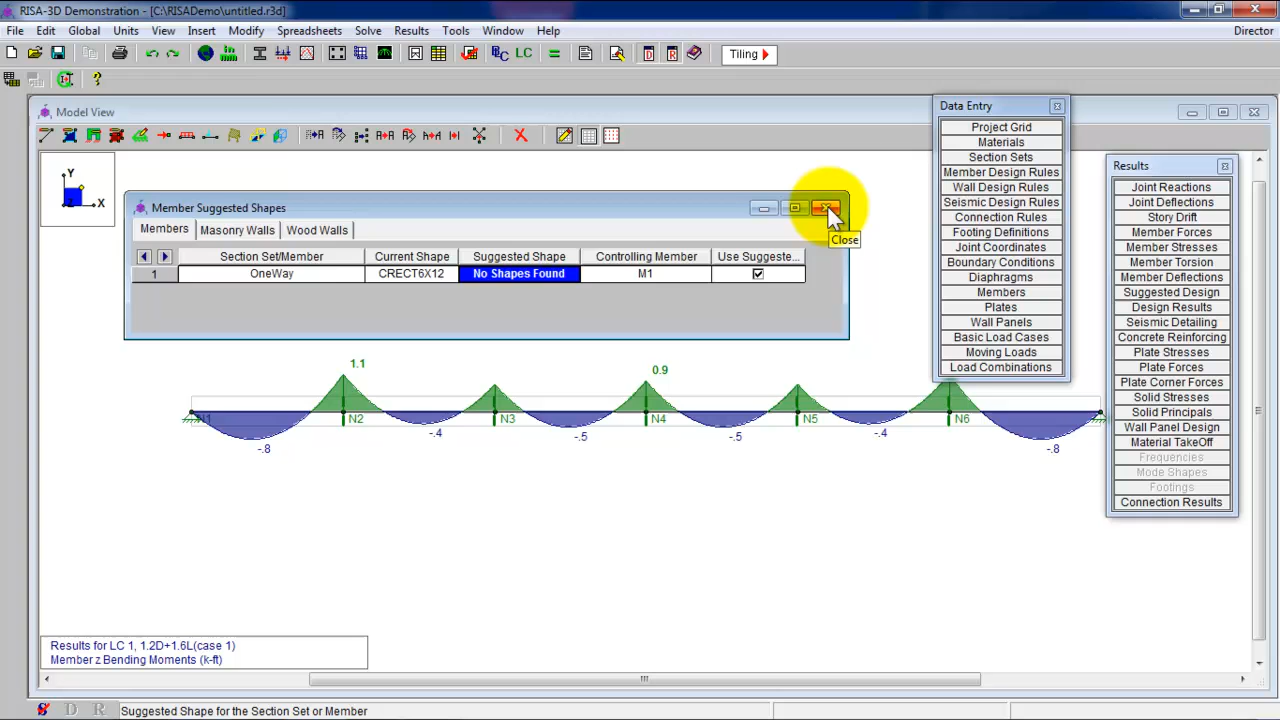 RISA-3D Demonstration - [C:\RISADemo\untitled.r3d]
File Edit Global Units View Insert Modify Spreadsheets Solve Results Tools Window Help Director
LC Tiling
Model View
Data Entry
Project Grid
Materials
Section Sets
Member Design Rules
Wall Design Rules
Seismic Design Rules
Connection Rules
Footing Definitions
Joint Coordinates
Boundary Conditions
Diaphragms
Members
Plates
Wall Panels
Basic Load Cases
Moving Loads
Load Combinations
Results
Joint Reactions
Joint Deflections
Story Drift
Member Forces
Member Stresses
Member Torsion
Member Deflections
Suggested Design
Design Results
Seismic Detailing
Concrete Reinforcing
Plate Stresses
Plate Forces
Plate Corner Forces
Solid Stresses
Solid Principals
Wall Panel Design
Material TakeOff
Frequencies
Mode Shapes
Footings
Connection Results
Y
Z
X
Member Suggested Shapes
Close
Members Masonry Walls Wood Walls
Section Set/Member Current Shape Suggested Shape Controlling Member Use Suggeste...
1 OneWay CRECT6X12 No Shapes Found M1
1.1 0.9
N1 N2 N3 N4 N5 N6
-.8 -.4 -.5 -.5 -.4 -.8
Results for LC 1, 1.2D+1.6L(case 1)
Member z Bending Moments (k-ft)
D R Suggested Shape for the Section Set or Member